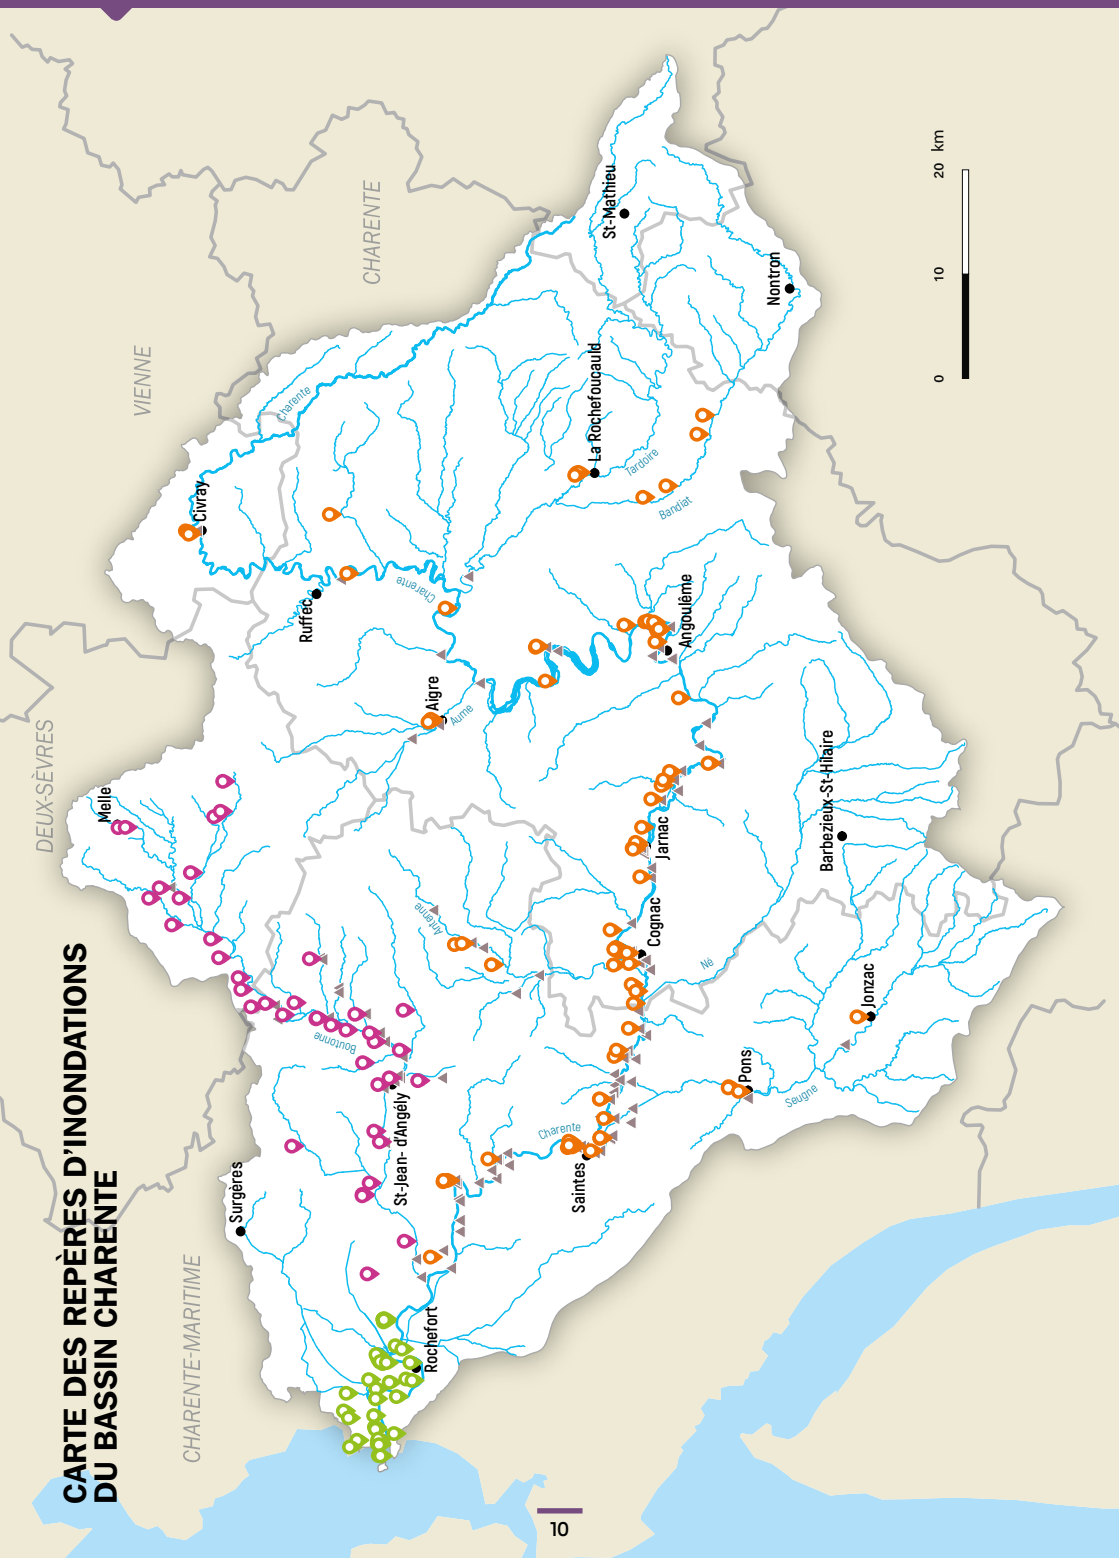 CARTE DES REPÈRES D'INONDATIONS
DU BASSIN CHARENTE
DEUX-SÈVRES
VIENNE
CHARENTE
CHARENTE-MARITIME
Melle
Civray
Charente
Ruffec
Charente
Aigre
Aume
St-Mathieu
Nontron
La Rochefoucauld
Tardoire
Bandiat
Angoulême
Surgères
Boutonne
St-Jean- d'Angély
Antenne
Rochefort
Charente
Saintes
Cognac
Jarnac
Né
Barbezieux-St-Hilaire
Jonzac
Pons
Seugne
0 10 20 km
10